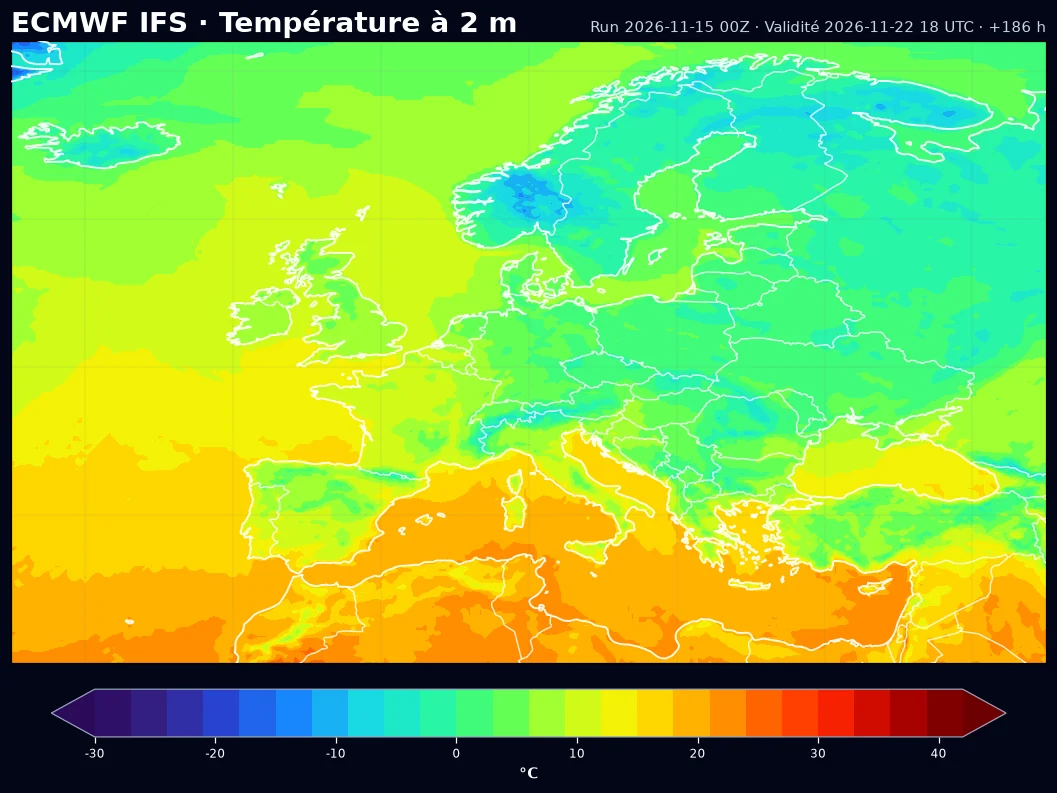 ECMWF IFS · Température à 2 m
Run 2026-11-15 00Z · Validité 2026-11-22 18 UTC · +186 h
-30 -20 -10 0 10 20 30 40
°C